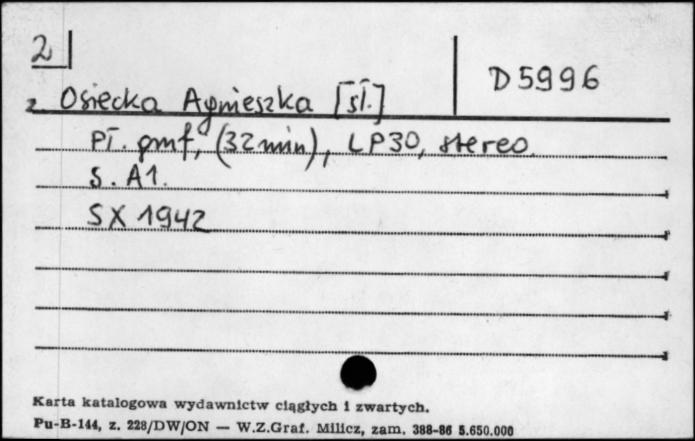 2
D 5996
z. Osiecka Agnieszka [sł.]
Pł. gmf, (32 min), LP30, stereo
S. A1.
SX 1942
Karta katalogowa wydawnictw ciągłych i zwartych.
Pu-B-144, z. 228/DW/ON — W.Z.Graf. Milicz, zam. 388-86 5.650.000